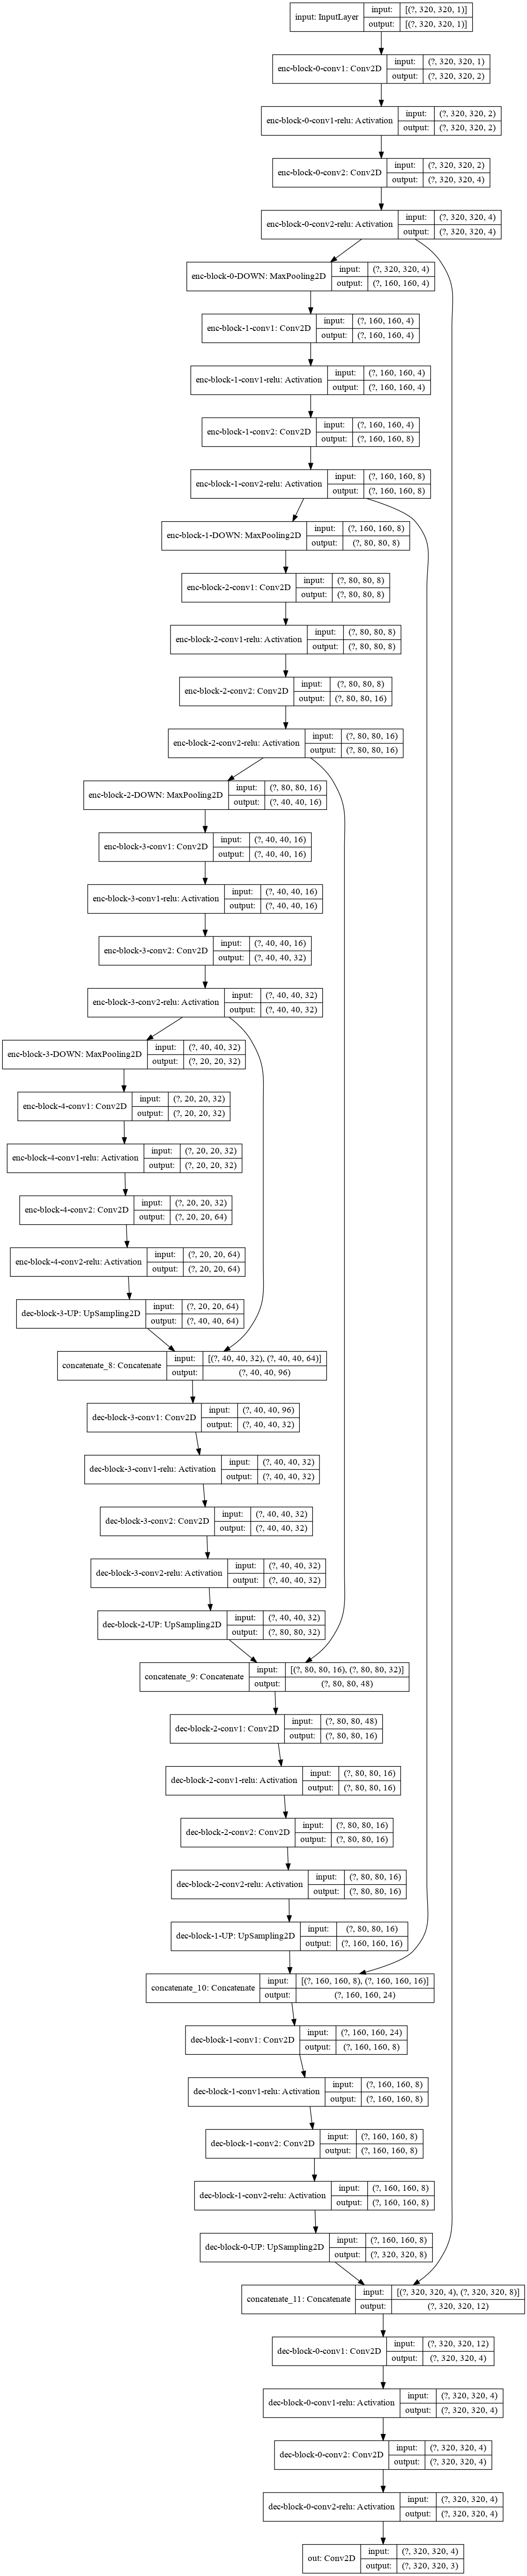 input: InputLayer input: [(?, 320, 320, 1)]
output: [(?, 320, 320, 1)]
enc-block-0-conv1: Conv2D input: (?, 320, 320, 1)
output: (?, 320, 320, 2)
enc-block-0-conv1-relu: Activation input: (?, 320, 320, 2)
output: (?, 320, 320, 2)
enc-block-0-conv2: Conv2D input: (?, 320, 320, 2)
output: (?, 320, 320, 4)
enc-block-0-conv2-relu: Activation input: (?, 320, 320, 4)
output: (?, 320, 320, 4)
enc-block-0-DOWN: MaxPooling2D input: (?, 320, 320, 4)
output: (?, 160, 160, 4)
enc-block-1-conv1: Conv2D input: (?, 160, 160, 4)
output: (?, 160, 160, 4)
enc-block-1-conv1-relu: Activation input: (?, 160, 160, 4)
output: (?, 160, 160, 4)
enc-block-1-conv2: Conv2D input: (?, 160, 160, 4)
output: (?, 160, 160, 8)
enc-block-1-conv2-relu: Activation input: (?, 160, 160, 8)
output: (?, 160, 160, 8)
enc-block-1-DOWN: MaxPooling2D input: (?, 160, 160, 8)
output: (?, 80, 80, 8)
enc-block-2-conv1: Conv2D input: (?, 80, 80, 8)
output: (?, 80, 80, 8)
enc-block-2-conv1-relu: Activation input: (?, 80, 80, 8)
output: (?, 80, 80, 8)
enc-block-2-conv2: Conv2D input: (?, 80, 80, 8)
output: (?, 80, 80, 16)
enc-block-2-conv2-relu: Activation input: (?, 80, 80, 16)
output: (?, 80, 80, 16)
enc-block-2-DOWN: MaxPooling2D input: (?, 80, 80, 16)
output: (?, 40, 40, 16)
enc-block-3-conv1: Conv2D input: (?, 40, 40, 16)
output: (?, 40, 40, 16)
enc-block-3-conv1-relu: Activation input: (?, 40, 40, 16)
output: (?, 40, 40, 16)
enc-block-3-conv2: Conv2D input: (?, 40, 40, 16)
output: (?, 40, 40, 32)
enc-block-3-conv2-relu: Activation input: (?, 40, 40, 32)
output: (?, 40, 40, 32)
enc-block-3-DOWN: MaxPooling2D input: (?, 40, 40, 32)
output: (?, 20, 20, 32)
enc-block-4-conv1: Conv2D input: (?, 20, 20, 32)
output: (?, 20, 20, 32)
enc-block-4-conv1-relu: Activation input: (?, 20, 20, 32)
output: (?, 20, 20, 32)
enc-block-4-conv2: Conv2D input: (?, 20, 20, 32)
output: (?, 20, 20, 64)
enc-block-4-conv2-relu: Activation input: (?, 20, 20, 64)
output: (?, 20, 20, 64)
dec-block-3-UP: UpSampling2D input: (?, 20, 20, 64)
output: (?, 40, 40, 64)
concatenate_8: Concatenate input: [(?, 40, 40, 32), (?, 40, 40, 64)]
output: (?, 40, 40, 96)
dec-block-3-conv1: Conv2D input: (?, 40, 40, 96)
output: (?, 40, 40, 32)
dec-block-3-conv1-relu: Activation input: (?, 40, 40, 32)
output: (?, 40, 40, 32)
dec-block-3-conv2: Conv2D input: (?, 40, 40, 32)
output: (?, 40, 40, 32)
dec-block-3-conv2-relu: Activation input: (?, 40, 40, 32)
output: (?, 40, 40, 32)
dec-block-2-UP: UpSampling2D input: (?, 40, 40, 32)
output: (?, 80, 80, 32)
concatenate_9: Concatenate input: [(?, 80, 80, 16), (?, 80, 80, 32)]
output: (?, 80, 80, 48)
dec-block-2-conv1: Conv2D input: (?, 80, 80, 48)
output: (?, 80, 80, 16)
dec-block-2-conv1-relu: Activation input: (?, 80, 80, 16)
output: (?, 80, 80, 16)
dec-block-2-conv2: Conv2D input: (?, 80, 80, 16)
output: (?, 80, 80, 16)
dec-block-2-conv2-relu: Activation input: (?, 80, 80, 16)
output: (?, 80, 80, 16)
dec-block-1-UP: UpSampling2D input: (?, 80, 80, 16)
output: (?, 160, 160, 16)
concatenate_10: Concatenate input: [(?, 160, 160, 8), (?, 160, 160, 16)]
output: (?, 160, 160, 24)
dec-block-1-conv1: Conv2D input: (?, 160, 160, 24)
output: (?, 160, 160, 8)
dec-block-1-conv1-relu: Activation input: (?, 160, 160, 8)
output: (?, 160, 160, 8)
dec-block-1-conv2: Conv2D input: (?, 160, 160, 8)
output: (?, 160, 160, 8)
dec-block-1-conv2-relu: Activation input: (?, 160, 160, 8)
output: (?, 160, 160, 8)
dec-block-0-UP: UpSampling2D input: (?, 160, 160, 8)
output: (?, 320, 320, 8)
concatenate_11: Concatenate input: [(?, 320, 320, 4), (?, 320, 320, 8)]
output: (?, 320, 320, 12)
dec-block-0-conv1: Conv2D input: (?, 320, 320, 12)
output: (?, 320, 320, 4)
dec-block-0-conv1-relu: Activation input: (?, 320, 320, 4)
output: (?, 320, 320, 4)
dec-block-0-conv2: Conv2D input: (?, 320, 320, 4)
output: (?, 320, 320, 4)
dec-block-0-conv2-relu: Activation input: (?, 320, 320, 4)
output: (?, 320, 320, 4)
out: Conv2D input: (?, 320, 320, 4)
output: (?, 320, 320, 3)